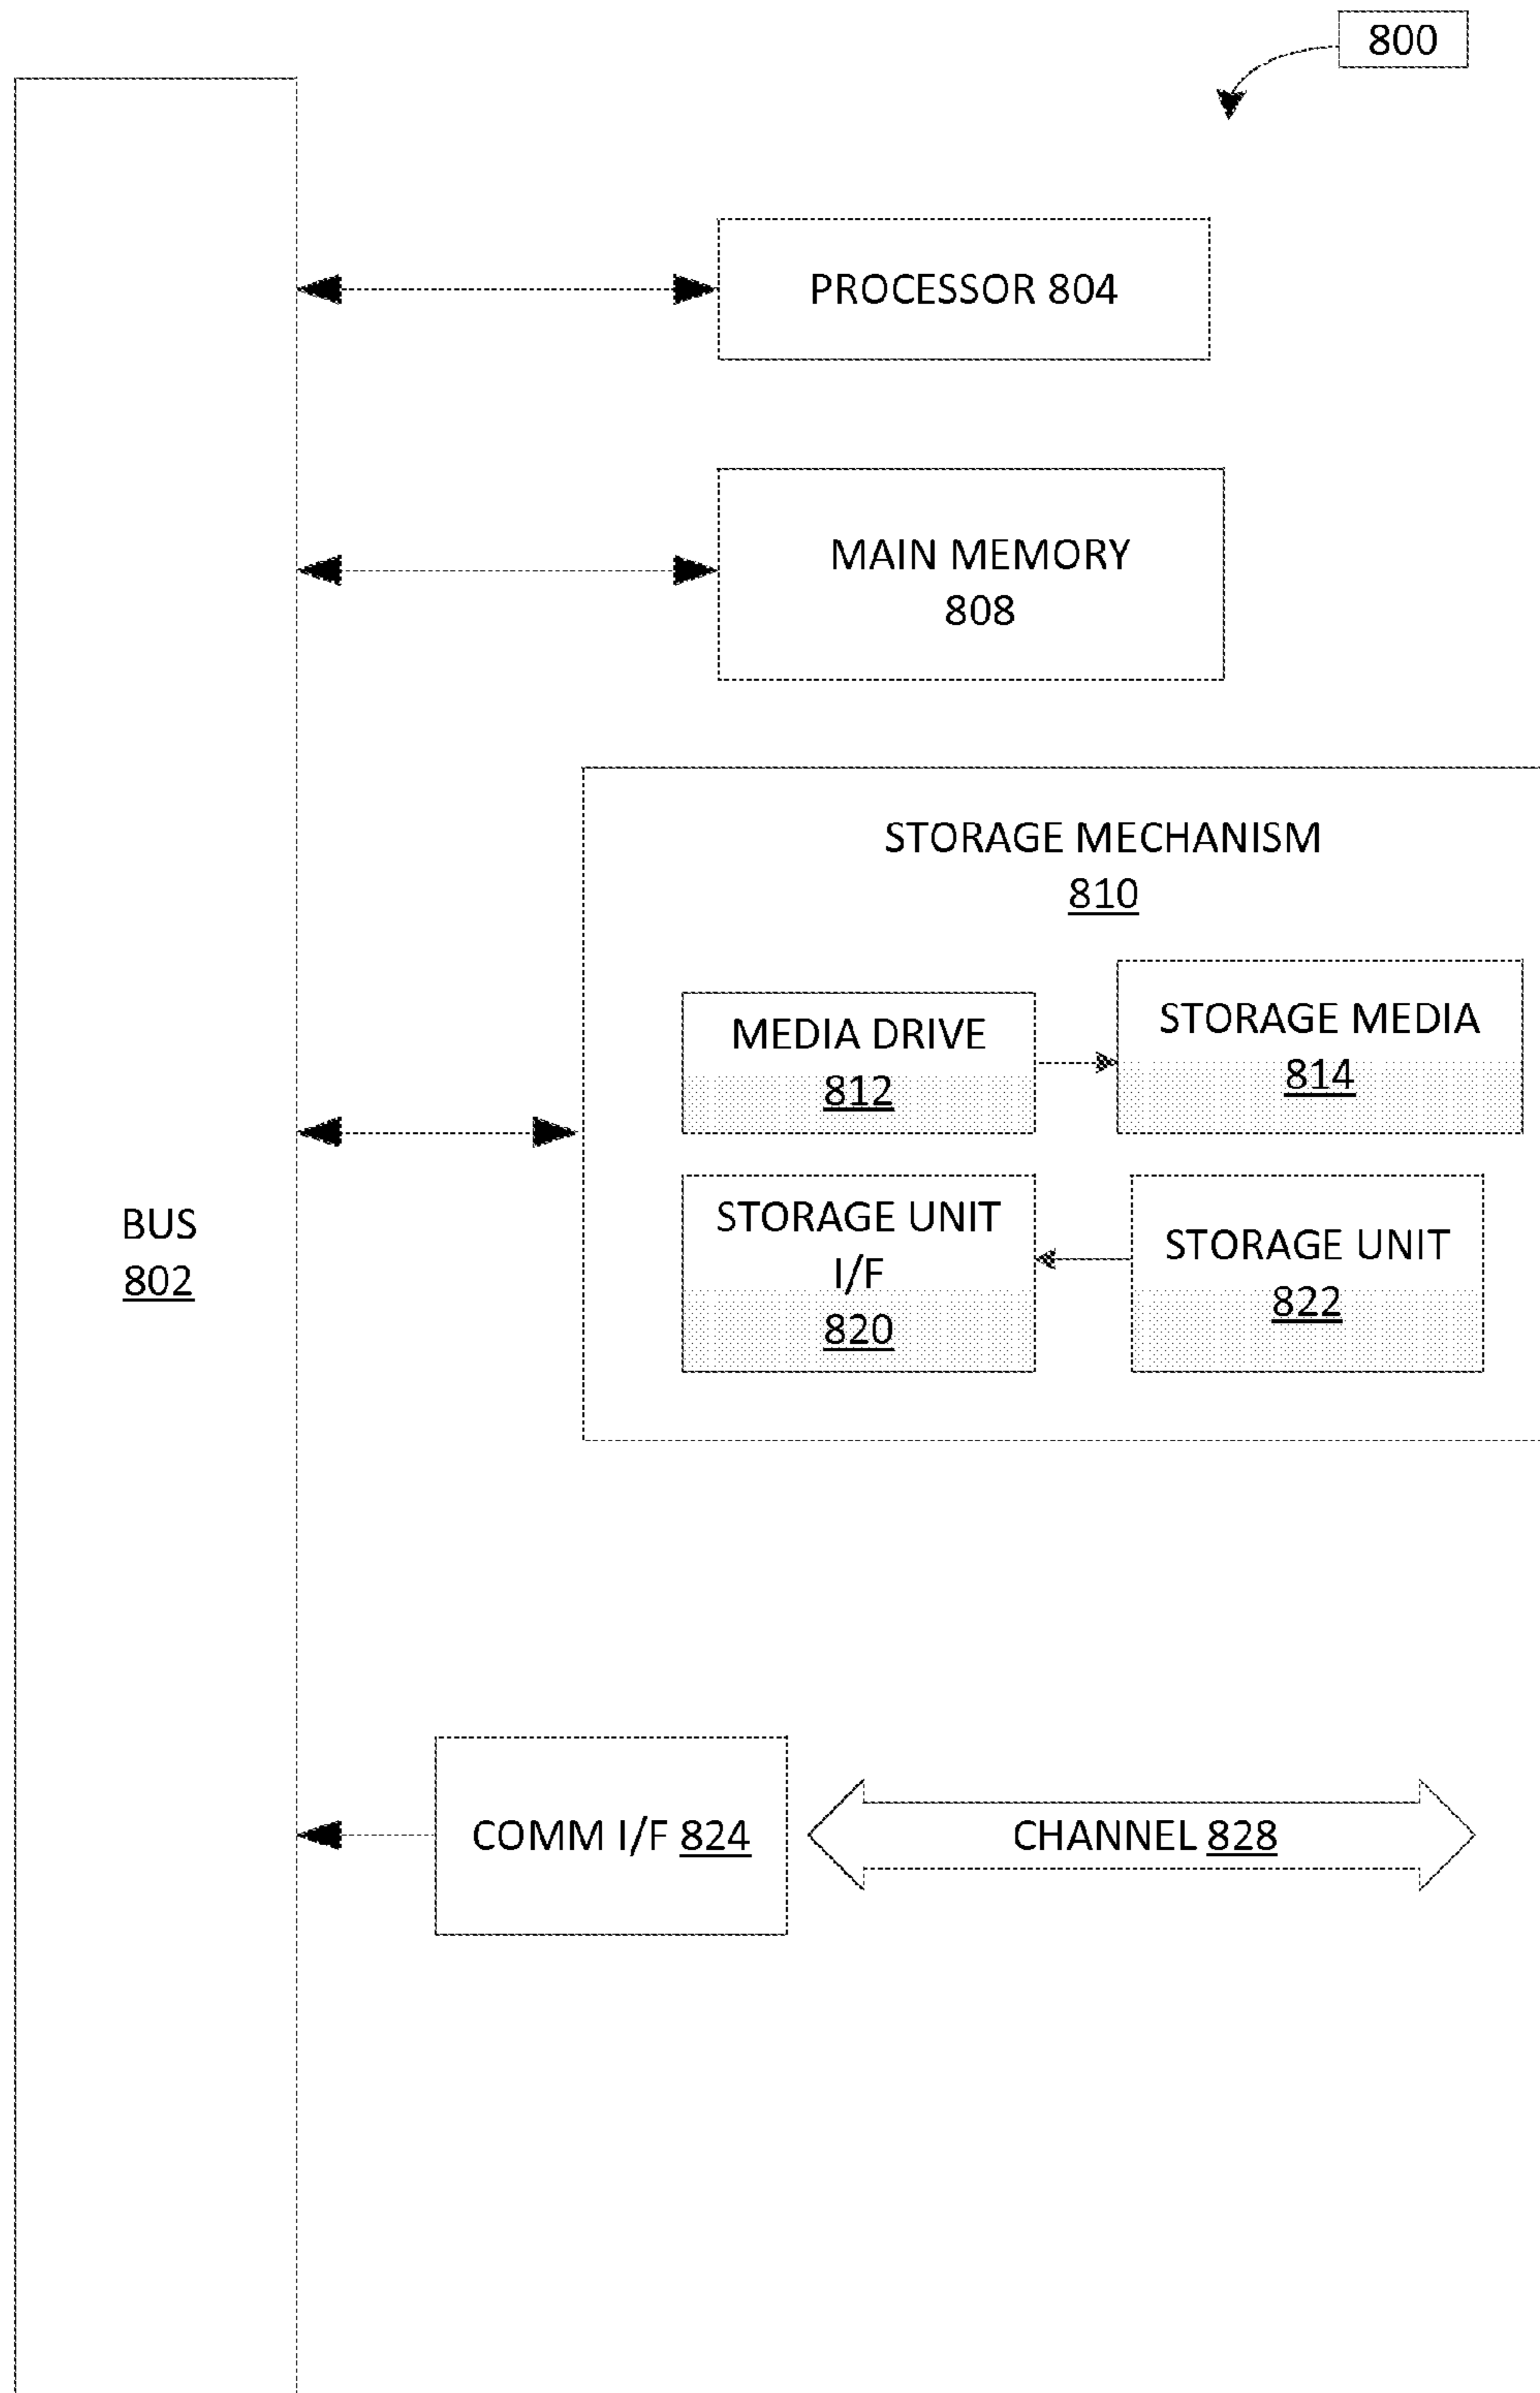 800
PROCESSOR 804
MAIN MEMORY
808
STORAGE MECHANISM
810
MEDIA DRIVE
812
STORAGE MEDIA
814
STORAGE UNIT
I/F
820
STORAGE UNIT
822
BUS
802
COMM I/F 824
CHANNEL 828